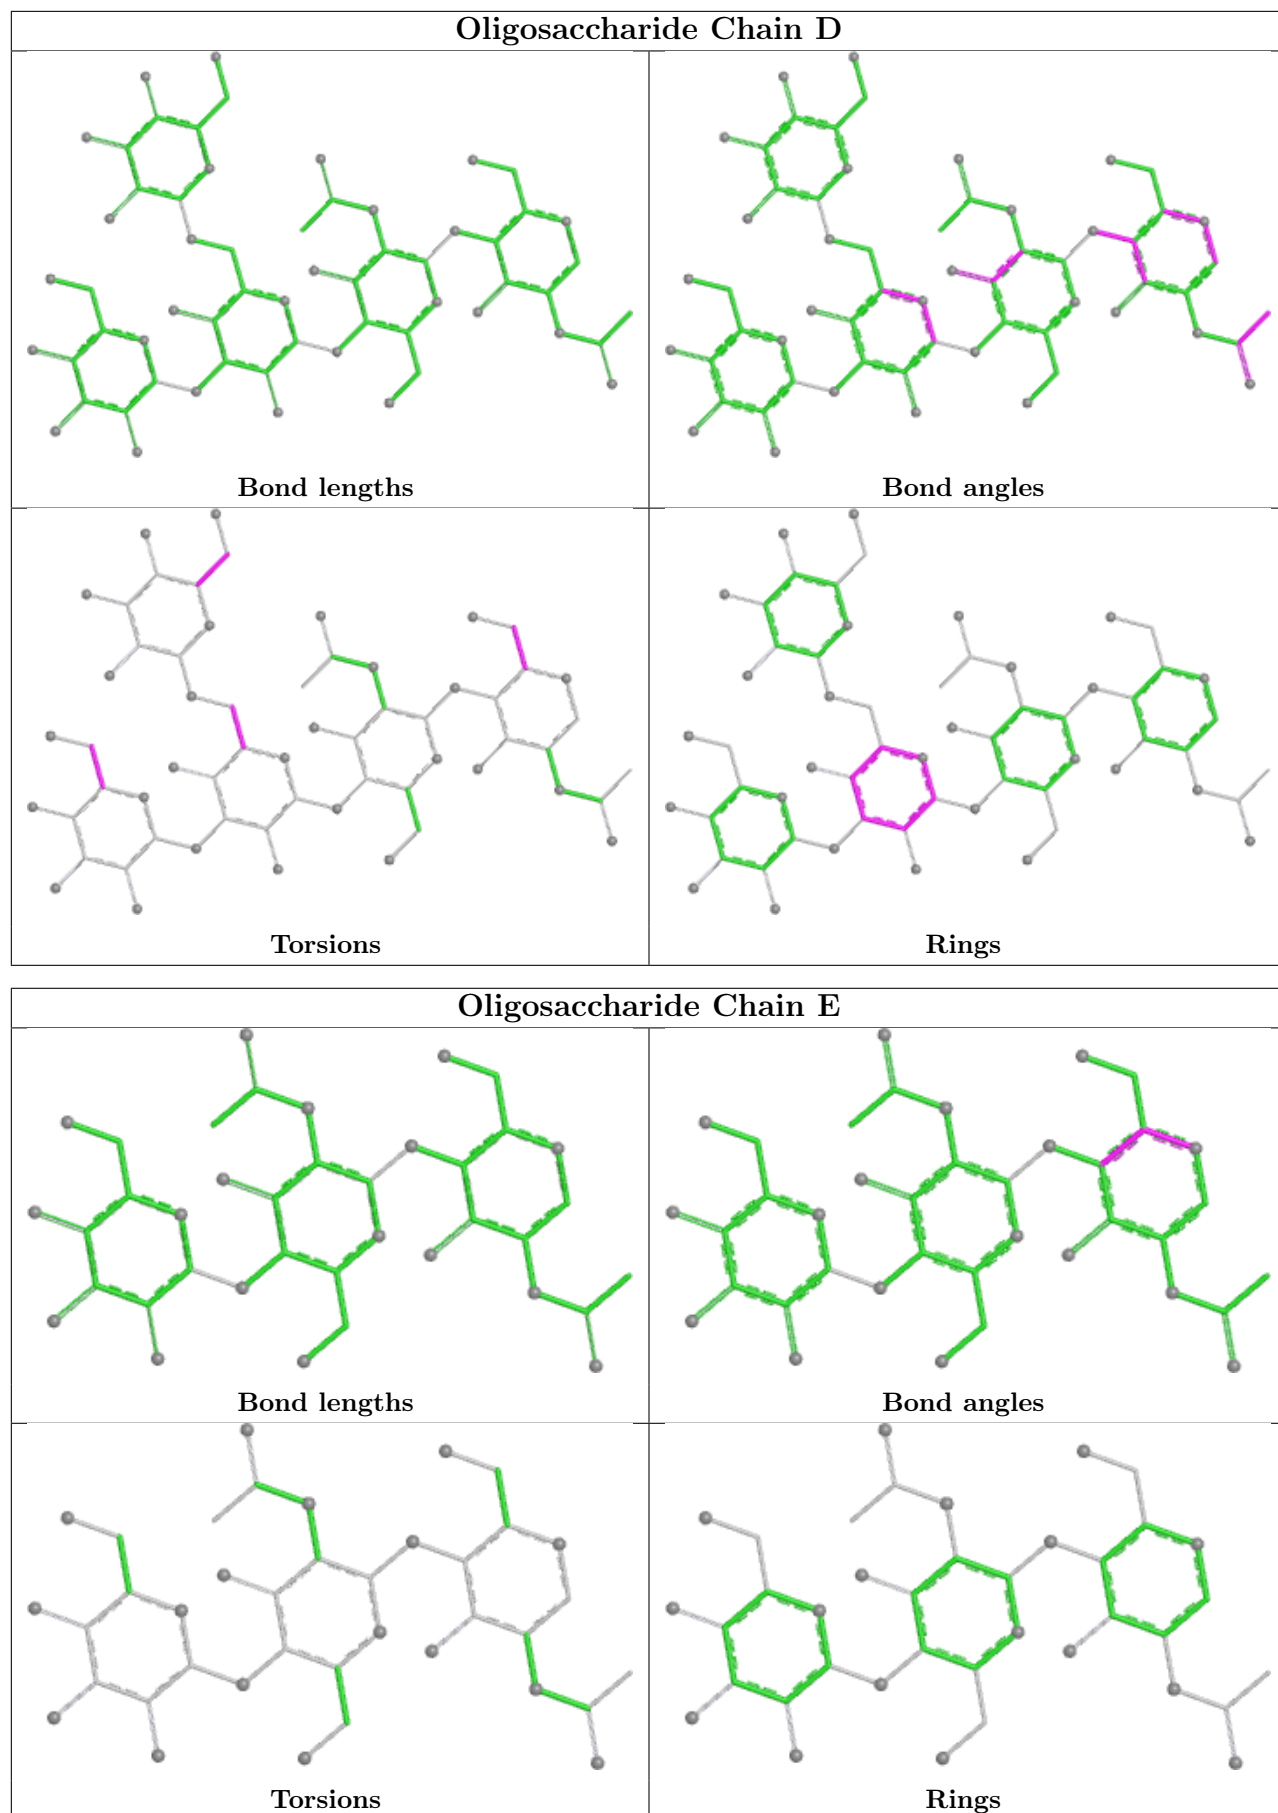 Oligosaccharide Chain D
Bond lengths
Bond angles
Torsions
Rings
Oligosaccharide Chain E
Bond lengths
Bond angles
Torsions
Rings